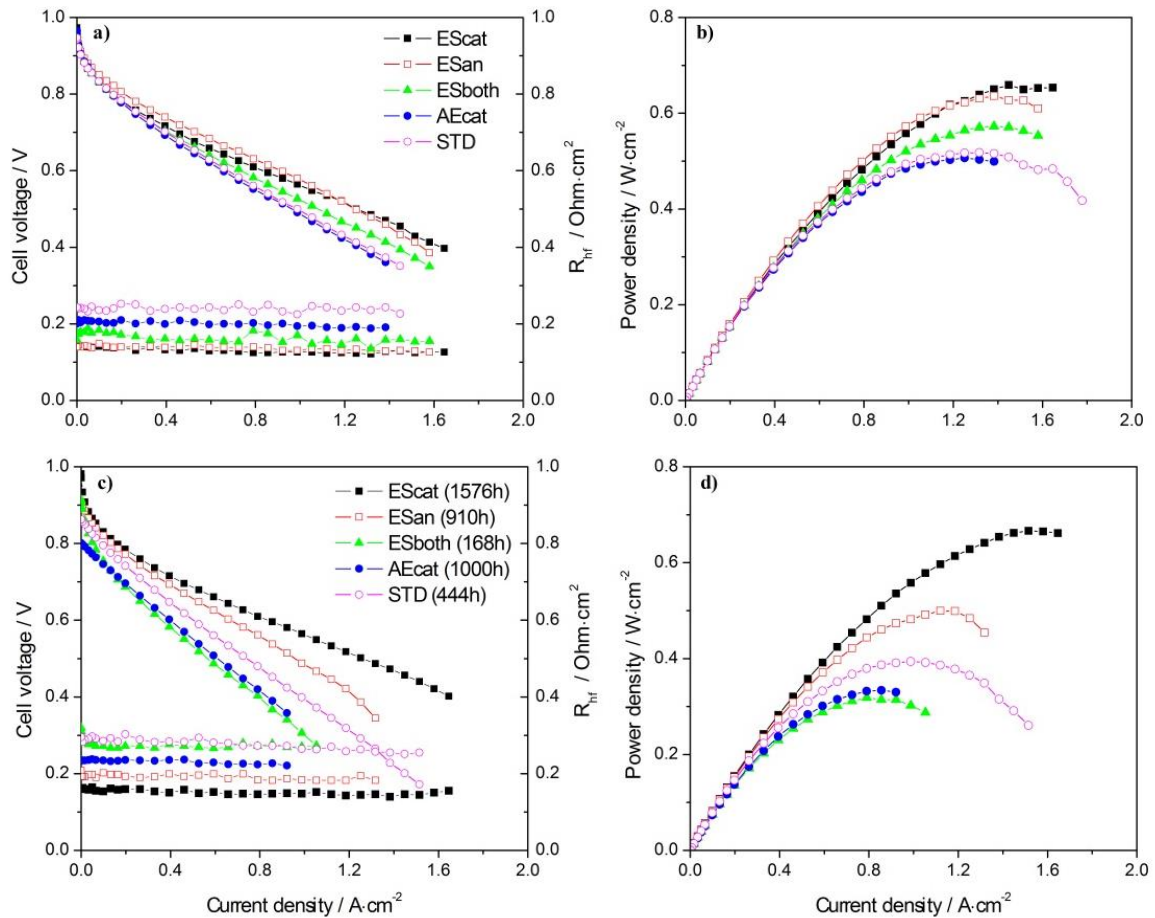 a)
EScat
ESan
ESboth
AEcat
STD
1.0
0.8
0.6
0.4
0.2
0.0
Cell voltage / V
1.0
0.8
0.6
0.4
0.2
0.0
R_hf / Ohm·cm²
0.0 0.4 0.8 1.2 1.6 2.0
b)
0.8
0.6
0.4
0.2
0.0
Power density / W·cm⁻²
0.0 0.4 0.8 1.2 1.6 2.0
c)
EScat (1576h)
ESan (910h)
ESboth (168h)
AEcat (1000h)
STD (444h)
1.0
0.8
0.6
0.4
0.2
0.0
Cell voltage / V
1.0
0.8
0.6
0.4
0.2
0.0
R_hf / Ohm·cm²
0.0 0.4 0.8 1.2 1.6 2.0
Current density / A·cm⁻²
d)
0.8
0.6
0.4
0.2
0.0
Power density / W·cm⁻²
0.0 0.4 0.8 1.2 1.6 2.0
Current density / A·cm⁻²